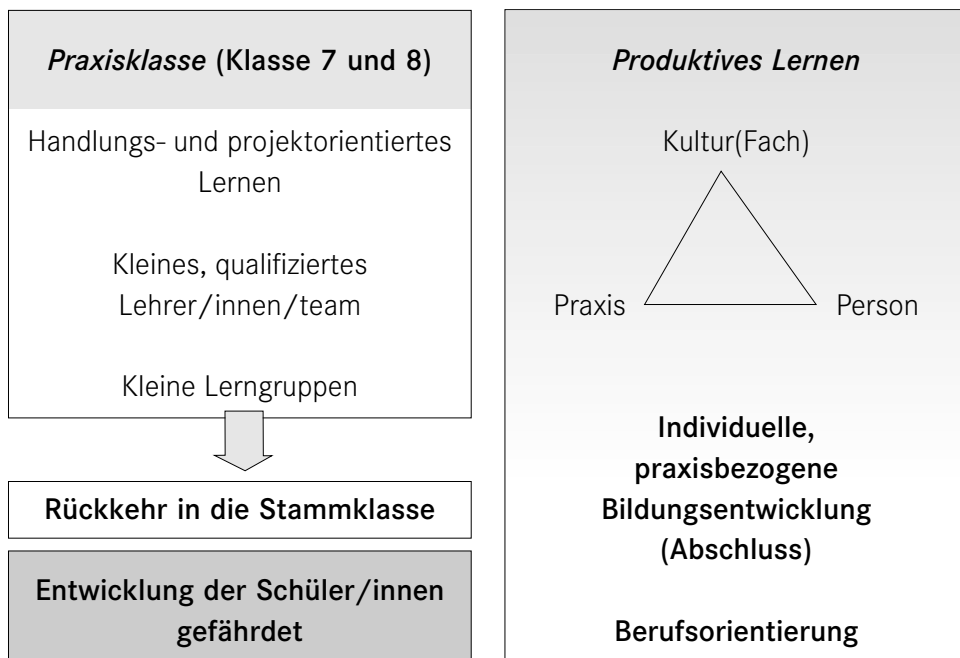 Praxisklasse (Klasse 7 und 8)
Handlungs- und projektorientiertes
Lernen
Kleines, qualifiziertes
Lehrer/innen/team
Kleine Lerngruppen
Rückkehr in die Stammklasse
Entwicklung der Schüler/innen
gefährdet
Produktives Lernen
Kultur(Fach)
Praxis
Person
Individuelle,
praxisbezogene
Bildungsentwicklung
(Abschluss)
Berufsorientierung